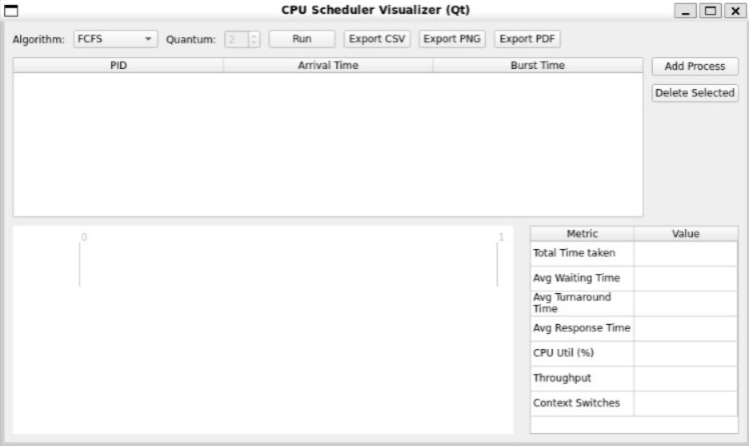 CPU Scheduler Visualizer (Qt)
Algorithm: FCFS Quantum: 2 Run Export CSV Export PNG Export PDF
PID Arrival Time Burst Time
Add Process
Delete Selected
0 1
Metric Value
Total Time taken
Avg Waiting Time
Avg Turnaround
Time
Avg Response Time
CPU Util (%)
Throughput
Context Switches